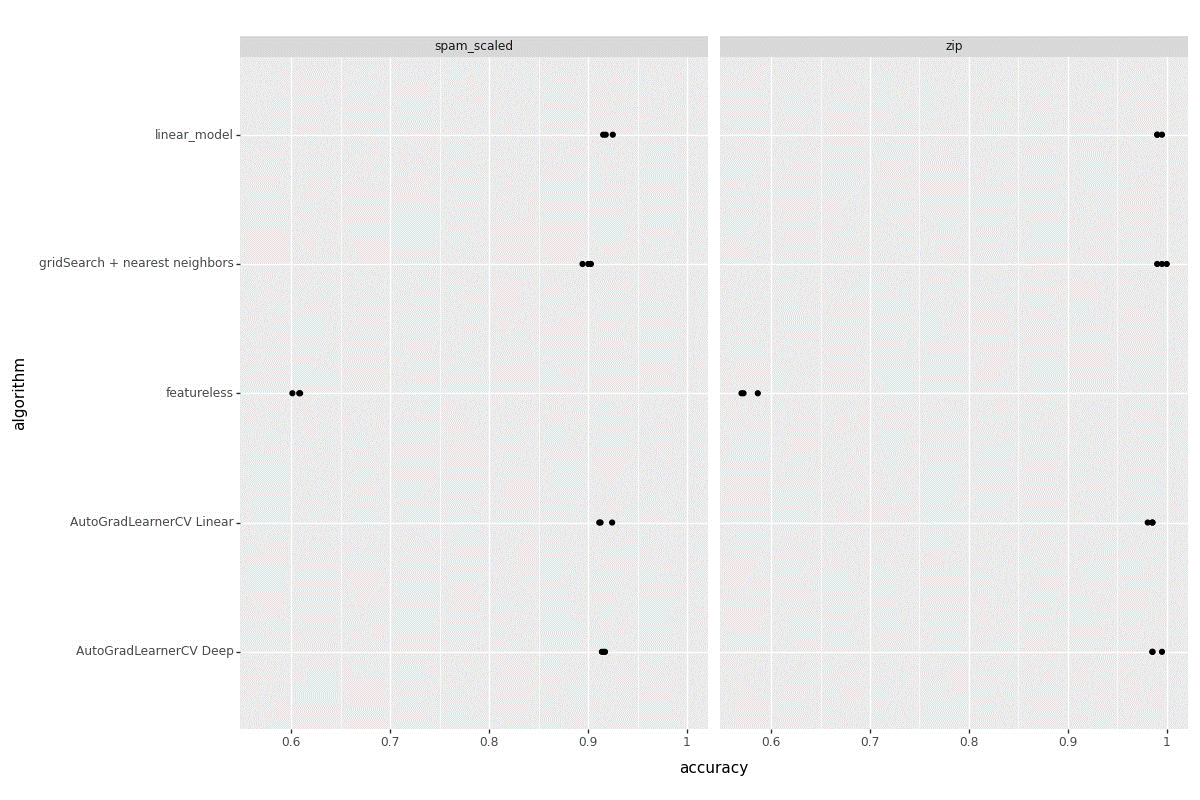 spam_scaled
zip
linear_model
gridSearch + nearest neighbors
featureless
AutoGradLearnerCV Linear
AutoGradLearnerCV Deep
algorithm
0.6 0.7 0.8 0.9 1
0.6 0.7 0.8 0.9 1
accuracy